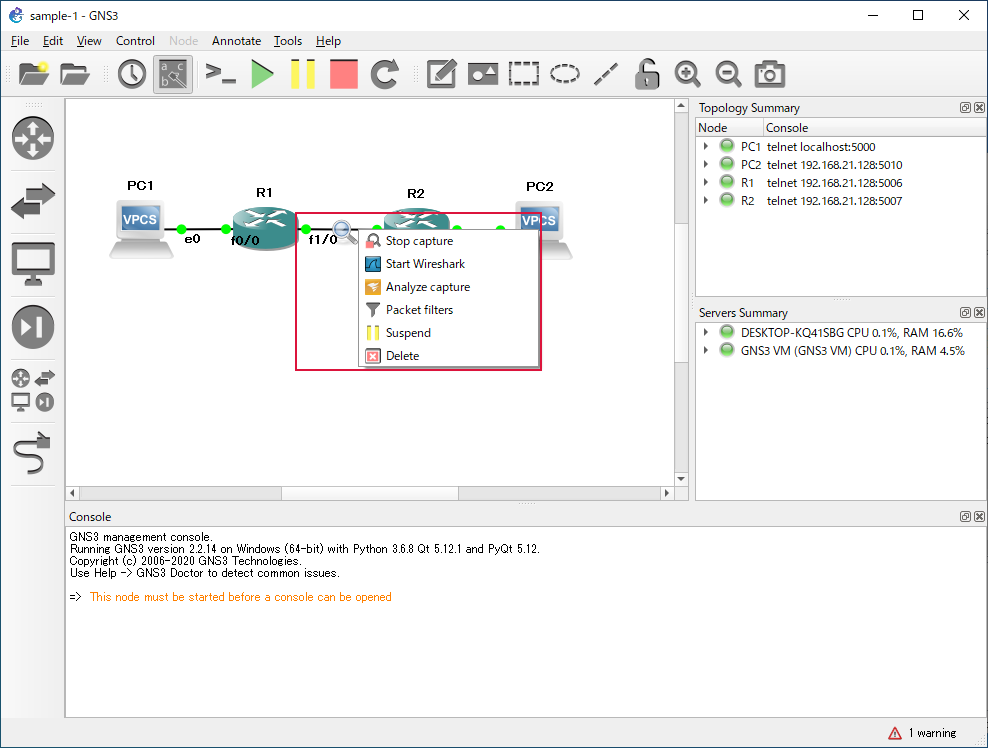 sample-1 - GNS3
File Edit View Control Node Annotate Tools Help
a b c
PC1
VPCS
e0
R1
f0/0
f1/0
R2
PC2
VPCS
Stop capture
Start Wireshark
Analyze capture
Packet filters
Suspend
Delete
Topology Summary
Node Console
PC1 telnet localhost:5000
PC2 telnet 192.168.21.128:5010
R1 telnet 192.168.21.128:5006
R2 telnet 192.168.21.128:5007
Servers Summary
DESKTOP-KQ41SBG CPU 0.1%, RAM 16.6%
GNS3 VM (GNS3 VM) CPU 0.1%, RAM 4.5%
Console
GNS3 management console.
Running GNS3 version 2.2.14 on Windows (64-bit) with Python 3.6.8 Qt 5.12.1 and PyQt 5.12.
Copyright (c) 2006-2020 GNS3 Technologies.
Use Help -> GNS3 Doctor to detect common issues.
=> This node must be started before a console can be opened
1 warning